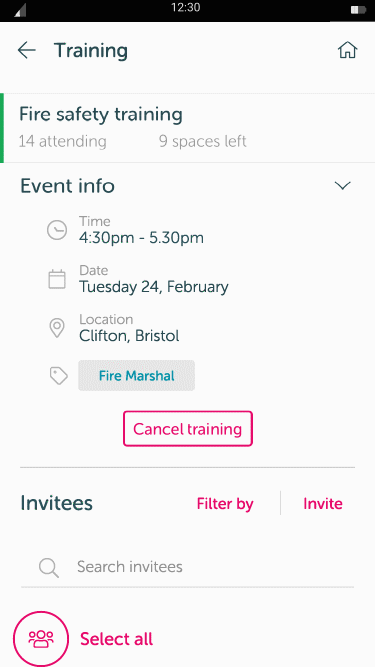 12:30
Training
Fire safety training
14 attending 9 spaces left
Event info
Time
4:30pm - 5.30pm
Date
Tuesday 24, February
Location
Clifton, Bristol
Fire Marshal
Cancel training
Invitees Filter by Invite
Search invitees
Select all